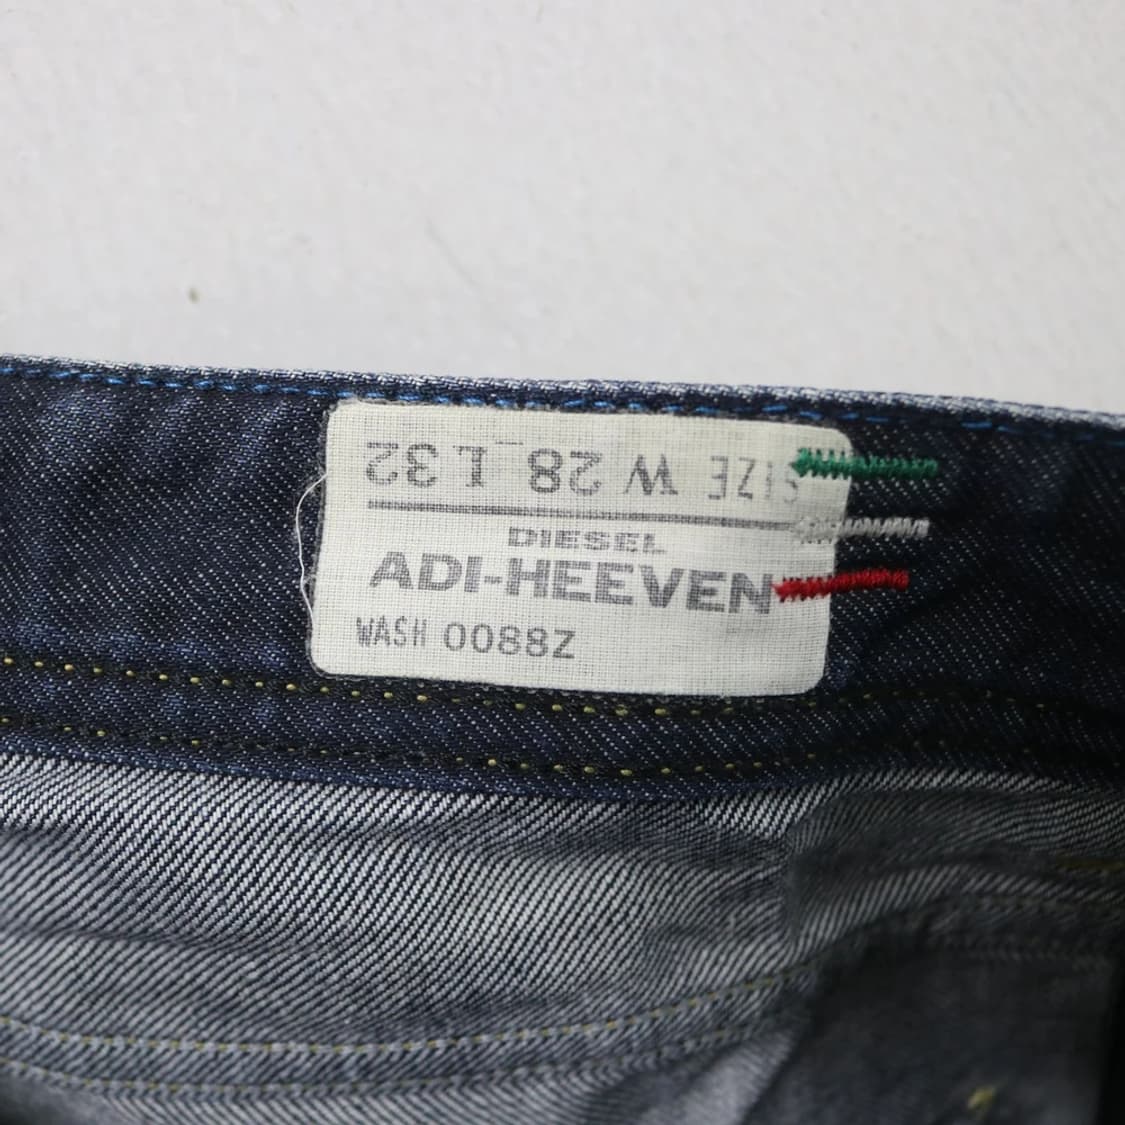 SIZE W 28 L 32
DIESEL
ADI-HEEVEN
WASH 0088Z